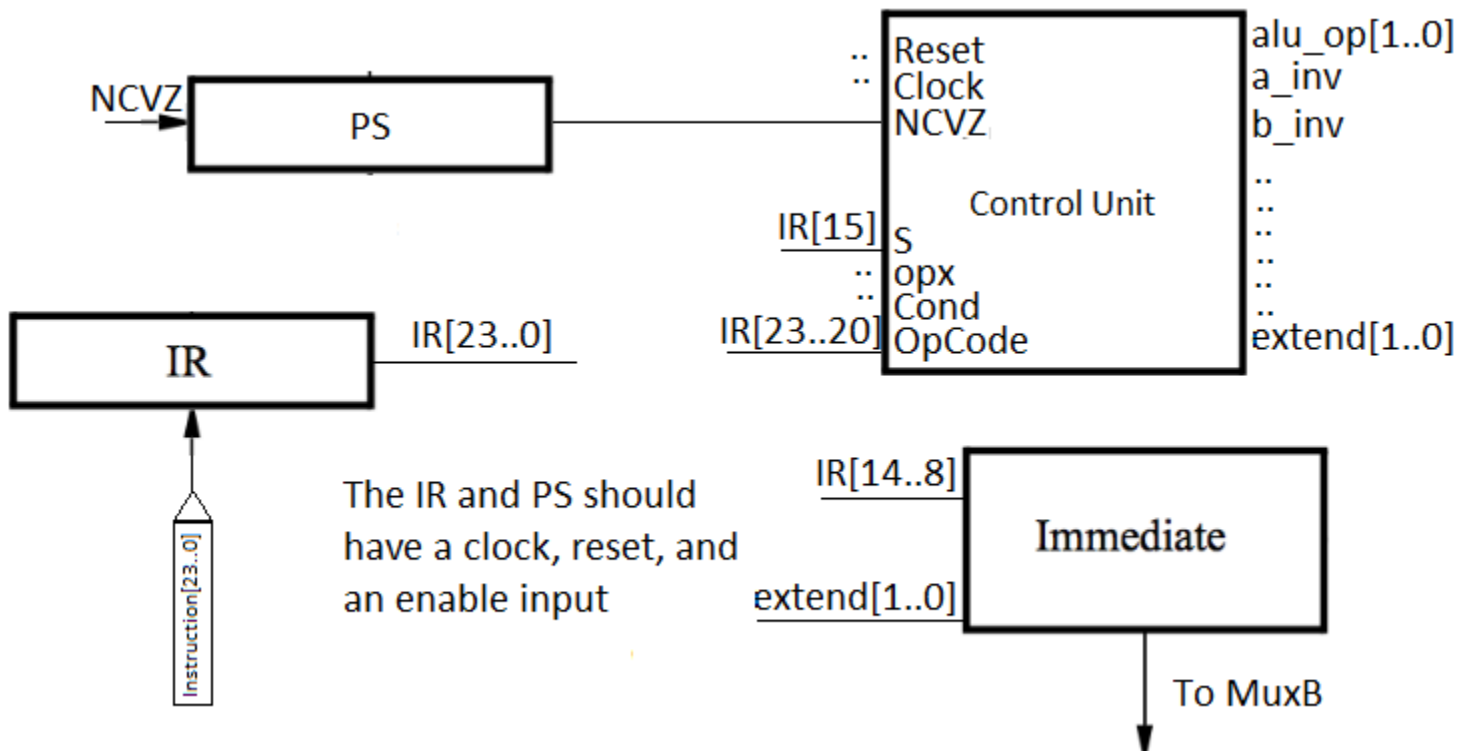 NCVZ
PS
..
Reset
..
Clock
NCVZ
Control Unit
IR[15]
S
..
opx
..
Cond
IR[23..20]
OpCode
alu_op[1..0]
a_inv
b_inv
..
..
..
..
..
..
extend[1..0]
IR
IR[23..0]
Instruction[23..0]
The IR and PS should
have a clock, reset, and
an enable input
IR[14..8]
extend[1..0]
Immediate
To MuxB